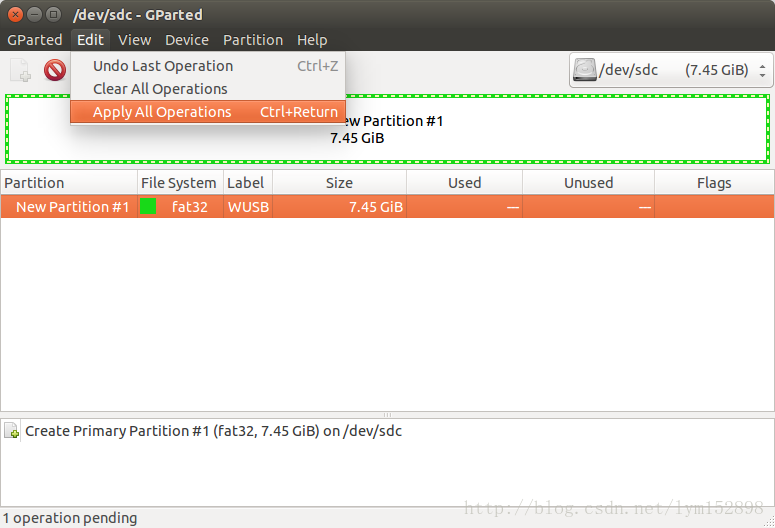 /dev/sdc - GParted
GParted Edit View Device Partition Help
Undo Last Operation Ctrl+Z
Clear All Operations
Apply All Operations Ctrl+Return
/dev/sdc (7.45 GiB)
ew Partition #1
7.45 GiB
Partition File System Label Size Used Unused Flags
New Partition #1 fat32 WUSB 7.45 GiB --- ---
Create Primary Partition #1 (fat32, 7.45 GiB) on /dev/sdc
http://blog.csdn.net/lym152898
1 operation pending